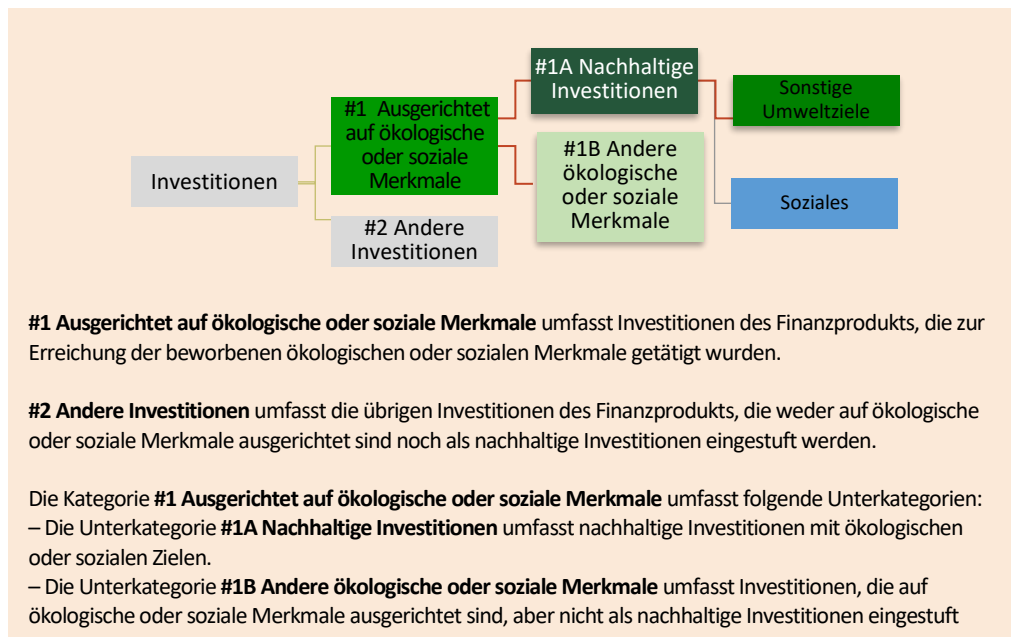 #1A Nachhaltige
Investitionen
Sonstige
Umweltziele
#1 Ausgerichtet
auf ökologische
oder soziale
Merkmale
#1B Andere
ökologische
oder soziale
Merkmale
Investitionen
Soziales
#2 Andere
Investitionen
#1 Ausgerichtet auf ökologische oder soziale Merkmale umfasst Investitionen des Finanzprodukts, die zur
Erreichung der beworbenen ökologischen oder sozialen Merkmale getätigt wurden.
#2 Andere Investitionen umfasst die übrigen Investitionen des Finanzprodukts, die weder auf ökologische
oder soziale Merkmale ausgerichtet sind noch als nachhaltige Investitionen eingestuft werden.
Die Kategorie #1 Ausgerichtet auf ökologische oder soziale Merkmale umfasst folgende Unterkategorien:
– Die Unterkategorie #1A Nachhaltige Investitionen umfasst nachhaltige Investitionen mit ökologischen
oder sozialen Zielen.
– Die Unterkategorie #1B Andere ökologische oder soziale Merkmale umfasst Investitionen, die auf
ökologische oder soziale Merkmale ausgerichtet sind, aber nicht als nachhaltige Investitionen eingestuft